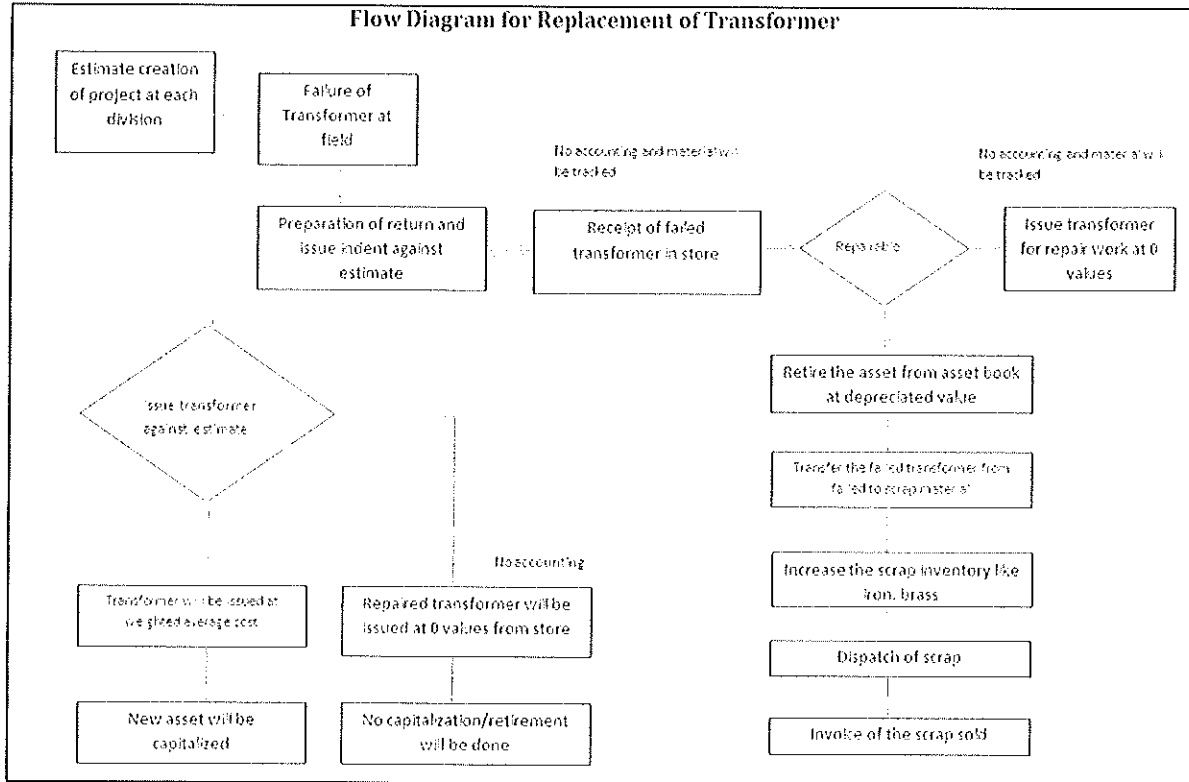 Flow Diagram for Replacement of Transformer
Estimate creation
of project at each
division
Failure of
Transformer at
field
No accounting and material will
be tracked
No accounting and material will
be tracked
Preparation of return and
issue indent against
estimate
Receipt of failed
transformer in store
Repairable
Issue transformer
for repair work at 0
values
Issue transformer
against estimate
Retire the asset from asset book
at depreciated value
Transfer the failed transformer from
failed to scrap material
Increase the scrap inventory like
iron, brass
Dispatch of scrap
Invoice of the scrap sold
Transformer will be issued at
weighted average cost
New asset will be
capitalized
No accounting
Repaired transformer will be
issued at 0 values from store
No capitalization/retirement
will be done